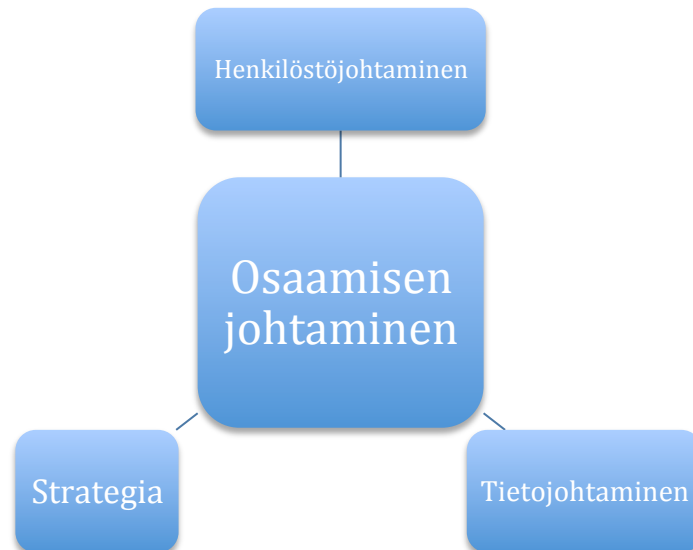 Henkilöstöjohtaminen
Osaamisen
johtaminen
Strategia
Tietojohtaminen